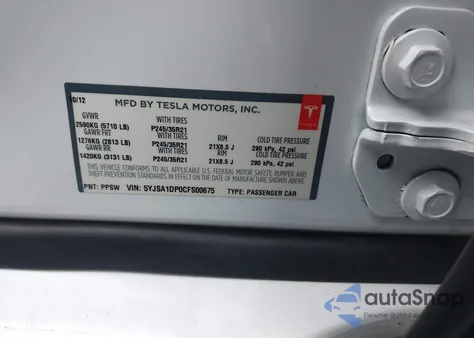 0/12 MFD BY TESLA MOTORS, INC.
GVWR
2590KG (5710 LB) WITH TIRES RIM COLD TIRE PRESSURE
GAWR FRT P245/35R21
1276KG (2813 LB) WITH TIRES 21X8.5 J 290 kPa, 42 psi
GAWR RR P245/35R21 RIM COLD TIRE PRESSURE
1420KG (3131 LB) P245/35R21 21X8.5 J 290 kPa, 42 psi
THIS VEHICLE CONFORMS TO ALL APPLICABLE U.S. FEDERAL MOTOR SAFETY, BUMPER AND
THEFT PREVENTION STANDARDS IN EFFECT ON THE DATE OF MANUFACTURE SHOWN ABOVE.
PNT: PPSW VIN: 5YJSA1DP0CFS00675 TYPE: PASSENGER CAR
TESLA
autoSnap
Pewne auto